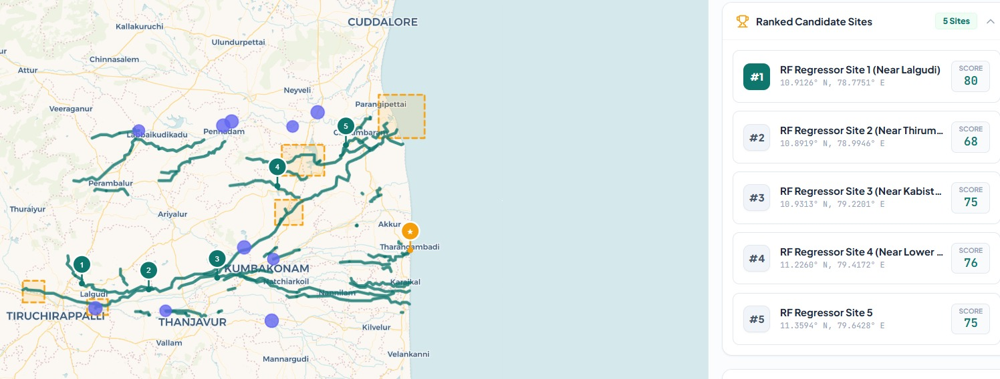 CUDDALORE
Kallakuruchi
Ulundurpettai
Chinnasalem
Attur
Neyveli
Parangipettai
Veeraganur
5
Labbaikudikadu
Pennadam
4
Perambalur
Thuraiyur
Ariyalur
Akkur
Tharangambadi
1
2
3
KUMBAKONAM
Natchiarkoil
Karaikal
Lalgudi
Nannilam
TIRUCHIRAPPALLI
THANJAVUR
Kilvelur
Vallam
Velankanni
Mannargudi
Ranked Candidate Sites
5 Sites
#1
RF Regressor Site 1 (Near Lalgudi)
10.9126° N, 78.7751° E
SCORE
80
#2
RF Regressor Site 2 (Near Thirum...
10.8919° N, 78.9946° E
SCORE
68
#3
RF Regressor Site 3 (Near Kabist...
10.9313° N, 79.2201° E
SCORE
75
#4
RF Regressor Site 4 (Near Lower ...
11.2260° N, 79.4172° E
SCORE
76
#5
RF Regressor Site 5
11.3594° N, 79.6428° E
SCORE
75